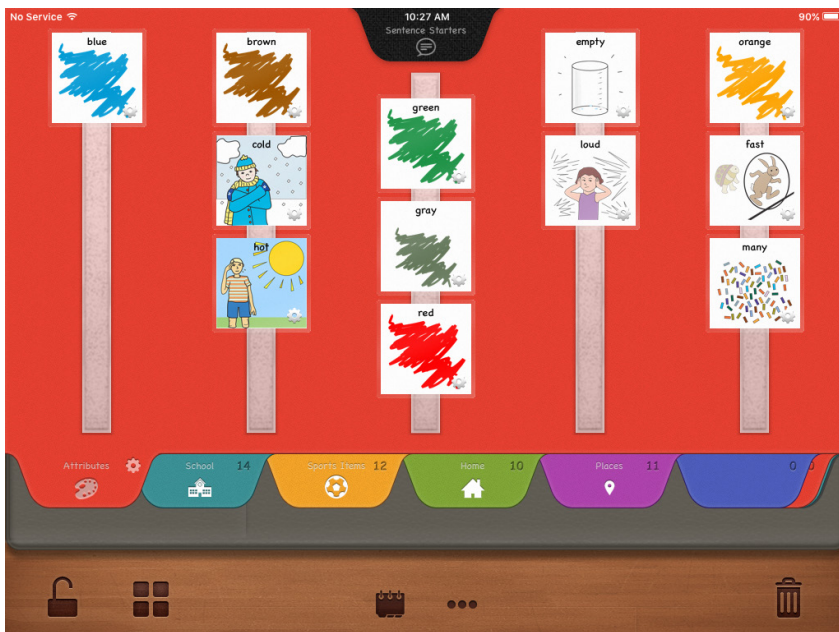 No Service
10:27 AM
90%
Sentence Starters
blue
brown
empty
orange
green
cold
loud
fast
gray
hot
many
red
Attributes
School 14
Sports Items 12
Home 10
Places 11
0